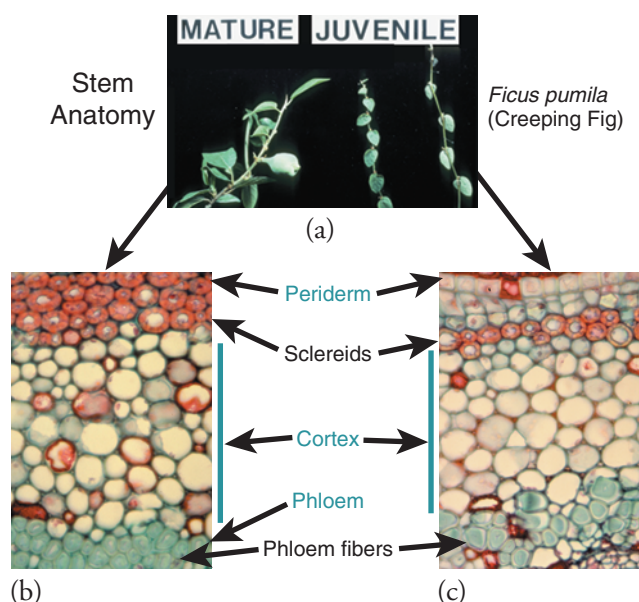 MATURE JUVENILE
Stem
Anatomy
Ficus pumila
(Creeping Fig)
(a)
Periderm
Sclereids
Cortex
Phloem
Phloem fibers
(b)
(c)